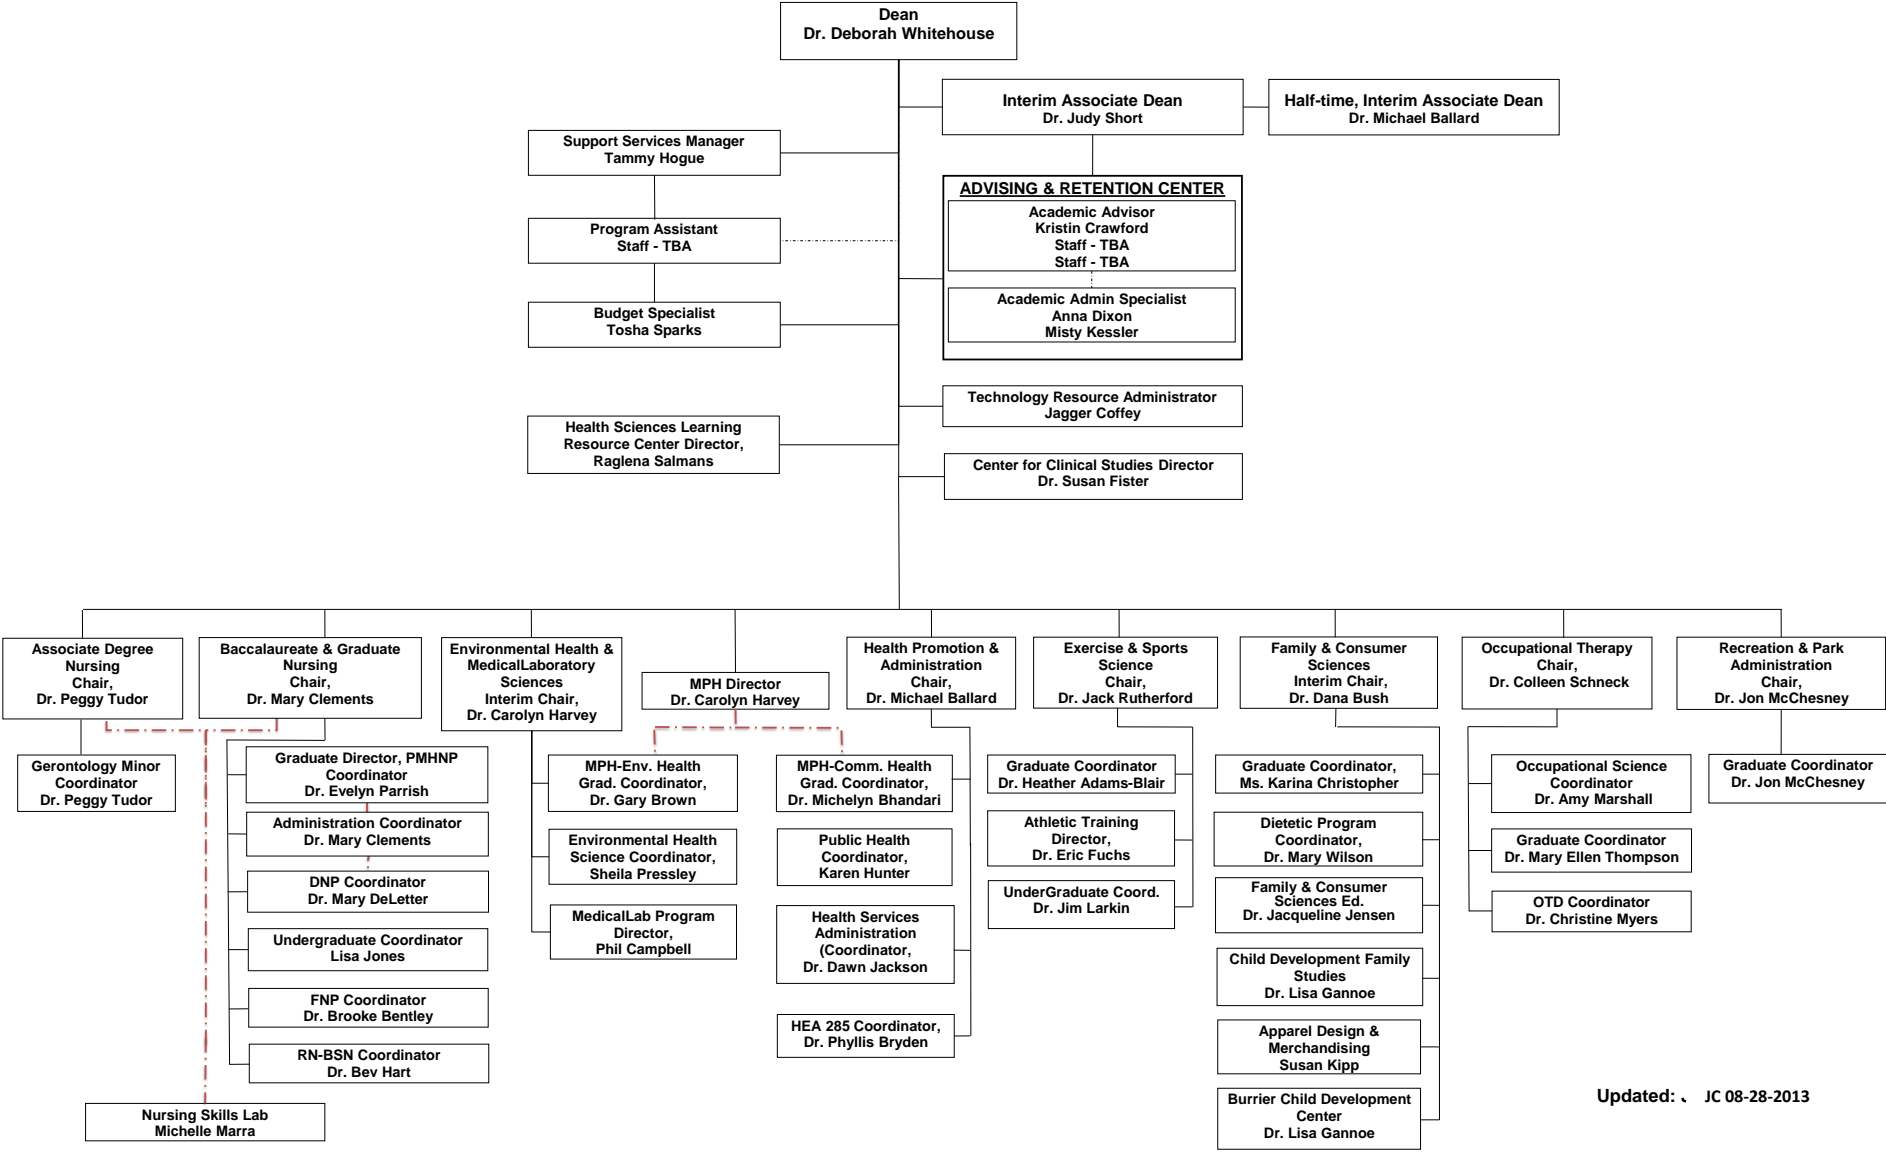 Dean
Dr. Deborah Whitehouse
Interim Associate Dean
Dr. Judy Short
Half-time, Interim Associate Dean
Dr. Michael Ballard
Support Services Manager
Tammy Hogue
ADVISING & RETENTION CENTER
Academic Advisor
Kristin Crawford
Staff - TBA
Staff - TBA
Program Assistant
Staff - TBA
Academic Admin Specialist
Anna Dixon
Misty Kessler
Budget Specialist
Tosha Sparks
Technology Resource Administrator
Jagger Coffey
Health Sciences Learning
Resource Center Director,
Raglena Salmans
Center for Clinical Studies Director
Dr. Susan Fister
Associate Degree
Nursing
Chair,
Dr. Peggy Tudor
Baccalaureate & Graduate
Nursing
Chair,
Dr. Mary Clements
Environmental Health &
MedicalLaboratory
Sciences
Interim Chair,
Dr. Carolyn Harvey
MPH Director
Dr. Carolyn Harvey
Health Promotion &
Administration
Chair,
Dr. Michael Ballard
Exercise & Sports
Science
Chair,
Dr. Jack Rutherford
Family & Consumer
Sciences
Interim Chair,
Dr. Dana Bush
Occupational Therapy
Chair,
Dr. Colleen Schneck
Recreation & Park
Administration
Chair,
Dr. Jon McChesney
Gerontology Minor
Coordinator
Dr. Peggy Tudor
Graduate Director, PMHNP
Coordinator
Dr. Evelyn Parrish
Administration Coordinator
Dr. Mary Clements
DNP Coordinator
Dr. Mary DeLetter
Undergraduate Coordinator
Lisa Jones
FNP Coordinator
Dr. Brooke Bentley
RN-BSN Coordinator
Dr. Bev Hart
Nursing Skills Lab
Michelle Marra
MPH-Env. Health
Grad. Coordinator,
Dr. Gary Brown
Environmental Health
Science Coordinator,
Sheila Pressley
MedicalLab Program
Director,
Phil Campbell
MPH-Comm. Health
Grad. Coordinator,
Dr. Michelyn Bhandari
Public Health
Coordinator,
Karen Hunter
Health Services
Administration
(Coordinator,
Dr. Dawn Jackson
HEA 285 Coordinator,
Dr. Phyllis Bryden
Graduate Coordinator
Dr. Heather Adams-Blair
Athletic Training
Director,
Dr. Eric Fuchs
UnderGraduate Coord.
Dr. Jim Larkin
Graduate Coordinator,
Ms. Karina Christopher
Dietetic Program
Coordinator,
Dr. Mary Wilson
Family & Consumer
Sciences Ed.
Dr. Jacqueline Jensen
Child Development Family
Studies
Dr. Lisa Gannoe
Apparel Design &
Merchandising
Susan Kipp
Burrier Child Development
Center
Dr. Lisa Gannoe
Occupational Science
Coordinator
Dr. Amy Marshall
Graduate Coordinator
Dr. Mary Ellen Thompson
OTD Coordinator
Dr. Christine Myers
Graduate Coordinator
Dr. Jon McChesney
Updated: JC 08-28-2013